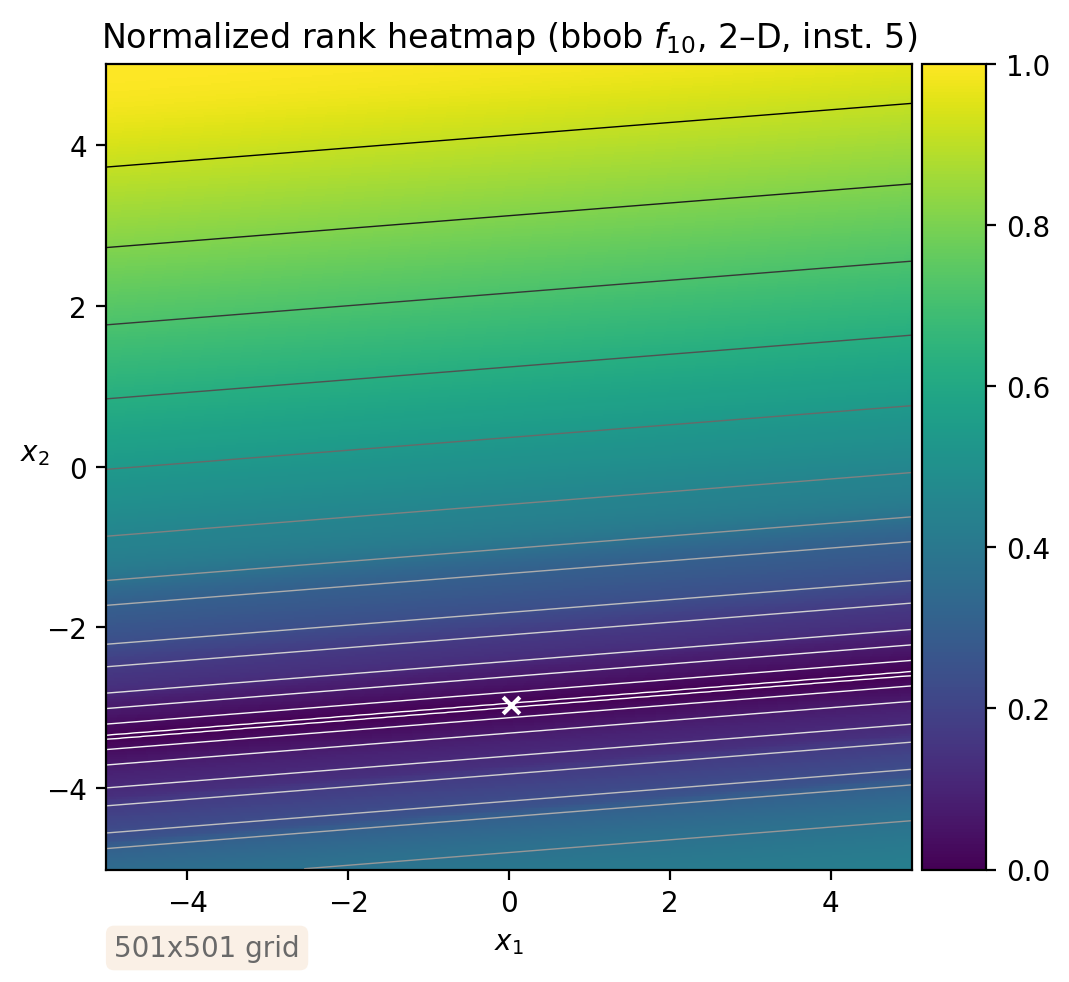 Normalized rank heatmap (bbob f₁₀, 2–D, inst. 5)
1.0
0.8
0.6
0.4
0.2
0.0
4
2
0
−2
−4
x₂
−4 −2 0 2 4
x₁
501x501 grid